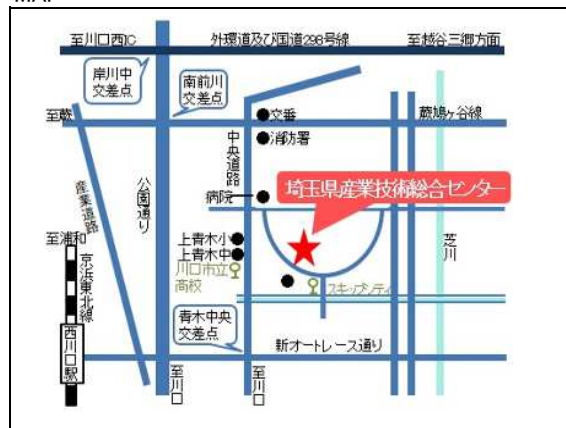 MAP
至川口西IC
外環道及び国道298号線
至越谷三郷方面
岸川中
交差点
南前川
交差点
交番
至蕨
蕨鳩ヶ谷線
消防署
中央道路
産業道路
公園通り
病院
埼玉県産業技術総合センター
至浦和
上青木小
上青木中
川口市立
高校
芝川
京浜東北線
スキップシティ
青木中央
交差点
西川口駅
新オートレース通り
至川口
至川口